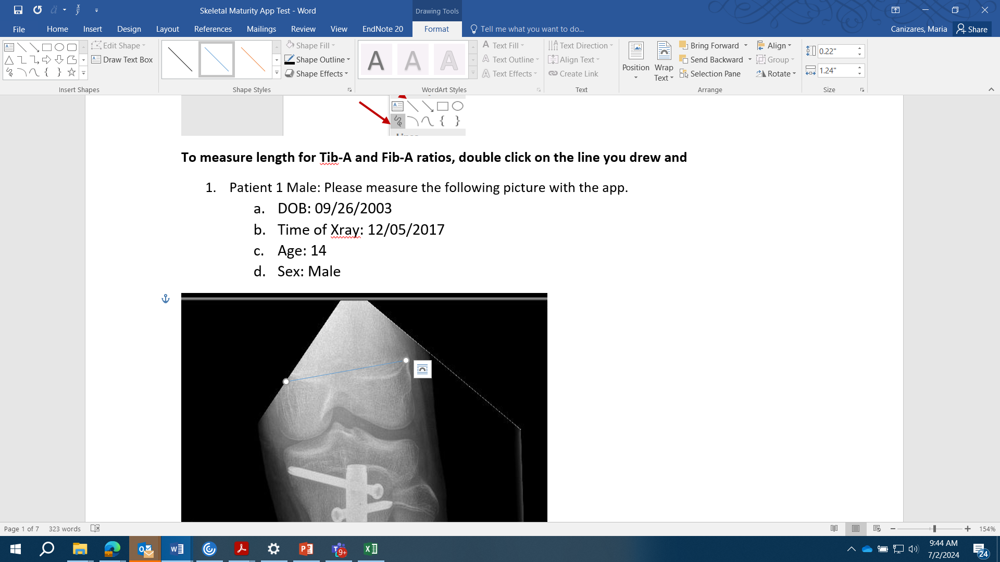 Skeletal Maturity App Test - Word
Drawing Tools
File Home Insert Design Layout References Mailings Review View EndNote 20 Format Tell me what you want to do... Canizares, Maria Share
Edit Shape
Draw Text Box
Insert Shapes
Shape Fill
Shape Outline
Shape Effects
Shape Styles
A A A
WordArt Styles
Text Fill
Text Outline
Text Effects
Text Direction
Align Text
Create Link
Text
Position
Wrap Text
Bring Forward
Send Backward
Selection Pane
Align
Group
Rotate
Arrange
0.22"
1.24"
Size
To measure length for Tib-A and Fib-A ratios, double click on the line you drew and
1. Patient 1 Male: Please measure the following picture with the app.
a. DOB: 09/26/2003
b. Time of Xray: 12/05/2017
c. Age: 14
d. Sex: Male
Page 1 of 7 323 words 154%
9+
9:44 AM
7/2/2024
24